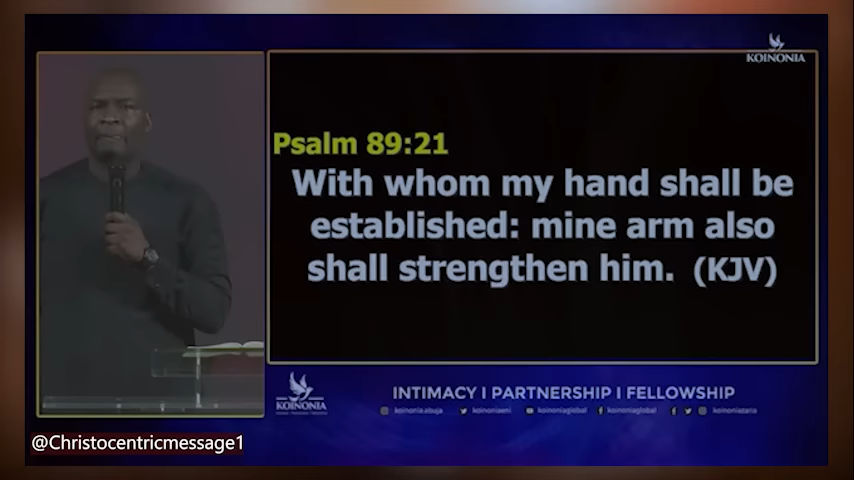 KOINONIA
Psalm 89:21
With whom my hand shall be
established: mine arm also
shall strengthen him. (KJV)
KOINONIA
INTIMACY I PARTNERSHIP I FELLOWSHIP
koinonia.abuja koinoniaeni koinoniaglobal koinoniaglobal koinoniazaria
@Christocentricmessage1